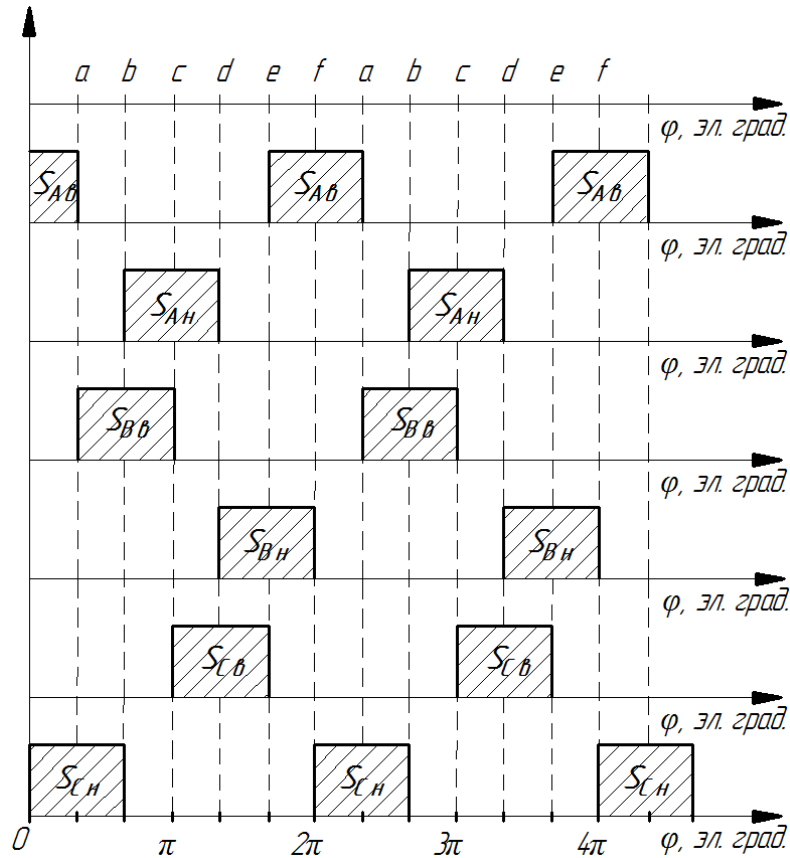 a b c d e f a b c d e f
φ, эл. град.
S_Aв S_Aв S_Aв
φ, эл. град.
S_Aн S_Aн
φ, эл. град.
S_Bв S_Bв
φ, эл. град.
S_Bн S_Bн
φ, эл. град.
S_Cв S_Cв
φ, эл. град.
S_Cн S_Cн S_Cн
0 π 2π 3π 4π φ, эл. град.